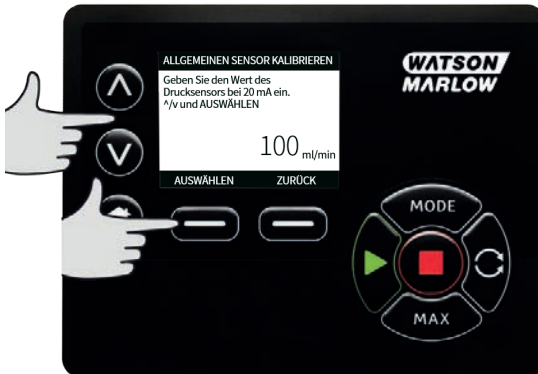 ALLGEMEINEN SENSOR KALIBRIEREN
Geben Sie den Wert des
Drucksensors bei 20 mA ein.
^/v und AUSWÄHLEN
100 ml/min
AUSWÄHLEN ZURÜCK
WATSON
MARLOW
MODE
MAX